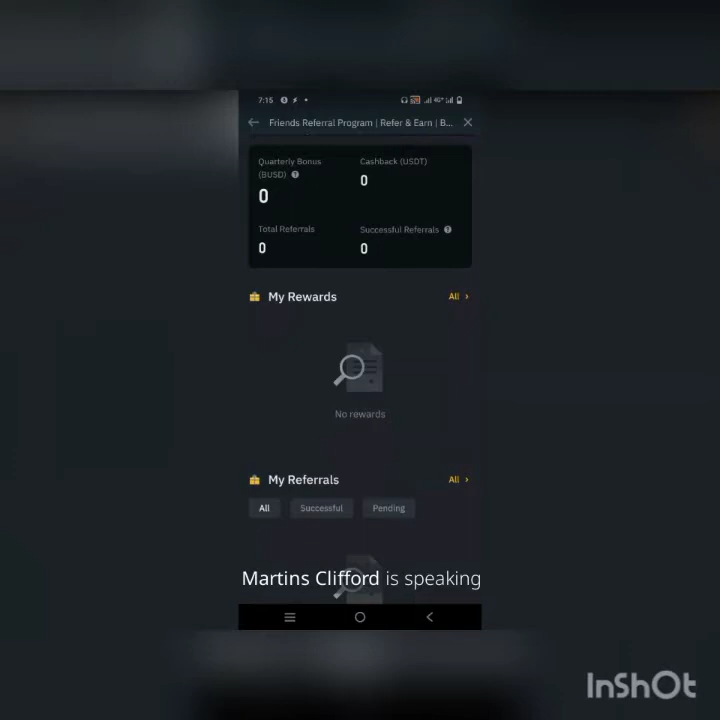 7:15
4G+
Friends Referral Program | Refer & Earn | B...
Quarterly Bonus
(BUSD)
0
Cashback (USDT)
0
Total Referrals
0
Successful Referrals
0
My Rewards
All >
No rewards
My Referrals
All >
All
Successful
Pending
Martins Clifford is speaking
InShOt